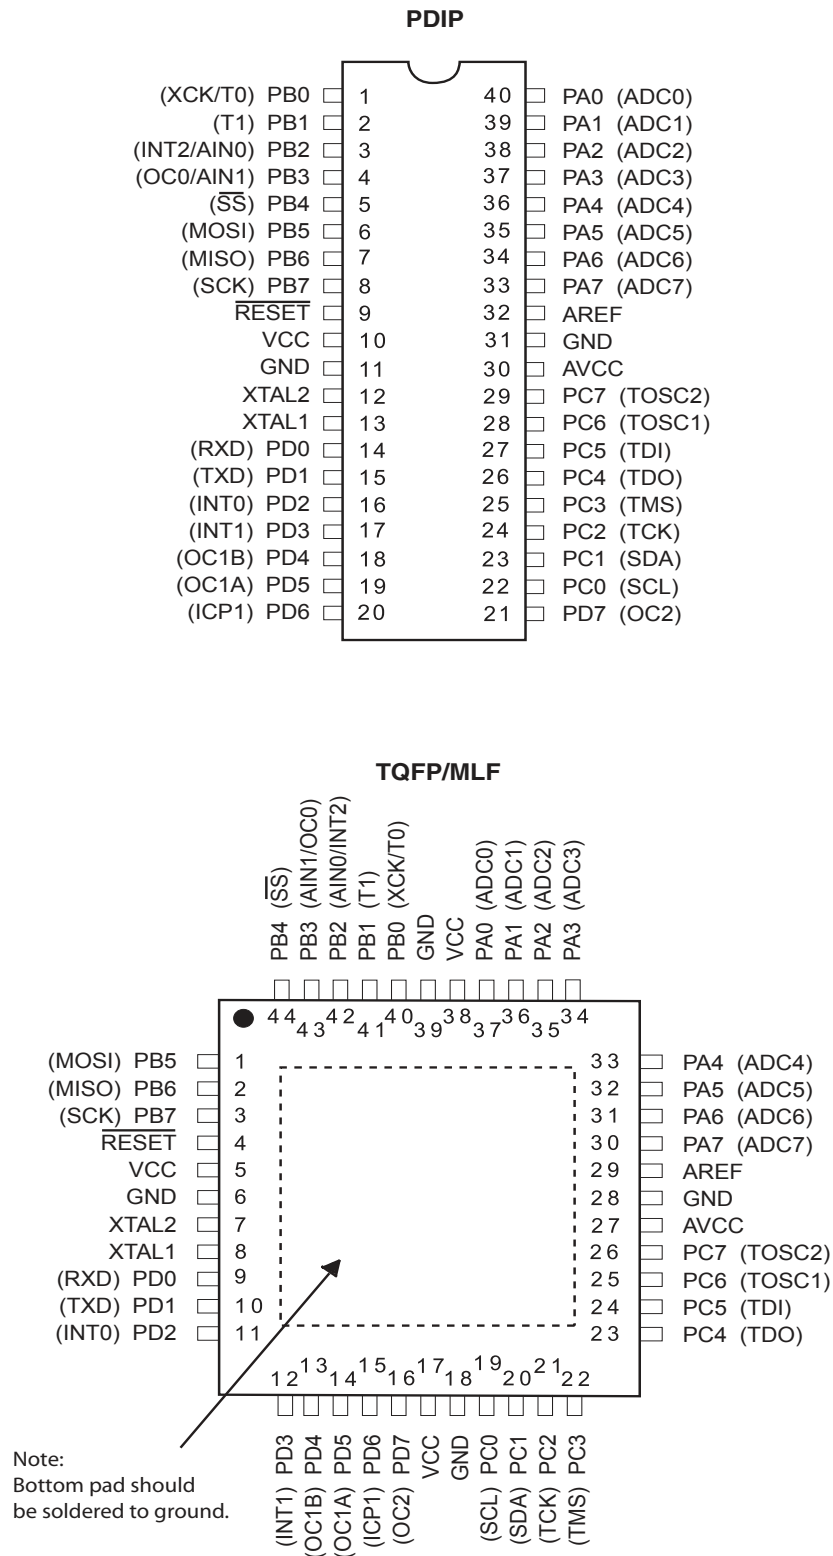 PDIP
(XCK/T0) PB0 1 40 PA0 (ADC0)
(T1) PB1 2 39 PA1 (ADC1)
(INT2/AIN0) PB2 3 38 PA2 (ADC2)
(OC0/AIN1) PB3 4 37 PA3 (ADC3)
(SS) PB4 5 36 PA4 (ADC4)
(MOSI) PB5 6 35 PA5 (ADC5)
(MISO) PB6 7 34 PA6 (ADC6)
(SCK) PB7 8 33 PA7 (ADC7)
RESET 9 32 AREF
VCC 10 31 GND
GND 11 30 AVCC
XTAL2 12 29 PC7 (TOSC2)
XTAL1 13 28 PC6 (TOSC1)
(RXD) PD0 14 27 PC5 (TDI)
(TXD) PD1 15 26 PC4 (TDO)
(INT0) PD2 16 25 PC3 (TMS)
(INT1) PD3 17 24 PC2 (TCK)
(OC1B) PD4 18 23 PC1 (SDA)
(OC1A) PD5 19 22 PC0 (SCL)
(ICP1) PD6 20 21 PD7 (OC2)
TQFP/MLF
PB4 (SS)
PB3 (AIN1/OC0)
PB2 (AIN0/INT2)
PB1 (T1)
PB0 (XCK/T0)
GND
VCC
PA0 (ADC0)
PA1 (ADC1)
PA2 (ADC2)
PA3 (ADC3)
44 43 42 41 40 39 38 37 36 35 34
(MOSI) PB5 1 33 PA4 (ADC4)
(MISO) PB6 2 32 PA5 (ADC5)
(SCK) PB7 3 31 PA6 (ADC6)
RESET 4 30 PA7 (ADC7)
VCC 5 29 AREF
GND 6 28 GND
XTAL2 7 27 AVCC
XTAL1 8 26 PC7 (TOSC2)
(RXD) PD0 9 25 PC6 (TOSC1)
(TXD) PD1 10 24 PC5 (TDI)
(INT0) PD2 11 23 PC4 (TDO)
12 13 14 15 16 17 18 19 20 21 22
(INT1) PD3
(OC1B) PD4
(OC1A) PD5
(ICP1) PD6
(OC2) PD7
VCC
GND
(SCL) PC0
(SDA) PC1
(TCK) PC2
(TMS) PC3
Note:
Bottom pad should
be soldered to ground.